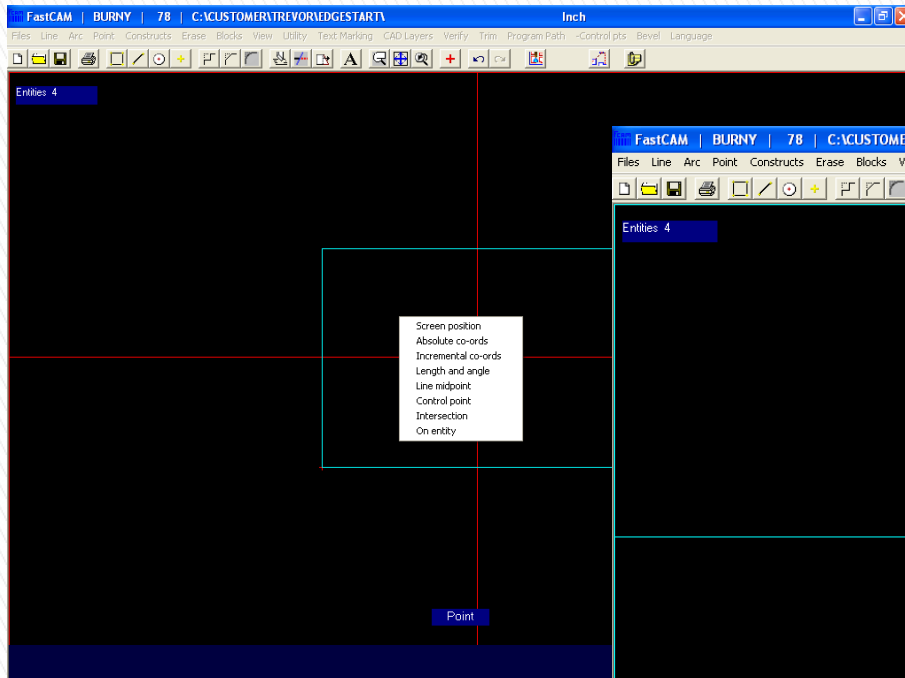 FastCAM | BURNY | 78 | C:\CUSTOMER\TREVOR\EDGESTART\ Inch
Files Line Arc Point Constructs Erase Blocks View Utility Text Marking CAD Layers Verify Trim Program Path -Control pts Bevel Language
A
Entities 4
Screen position
Absolute co-ords
Incremental co-ords
Length and angle
Line midpoint
Control point
Intersection
On entity
Point
FastCAM | BURNY | 78 | C:\CUSTOME
Files Line Arc Point Constructs Erase Blocks V
Entities 4